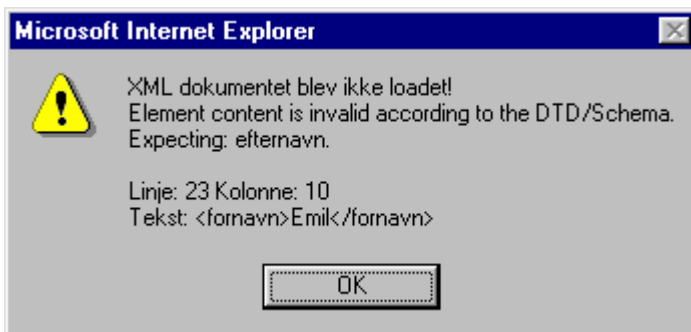 Microsoft Internet Explorer
XML dokumentet blev ikke loadet!
Element content is invalid according to the DTD/Schema.
Expecting: efternavn.
Linje: 23 Kolonne: 10
Tekst: <fornavn>Emil</fornavn>
OK